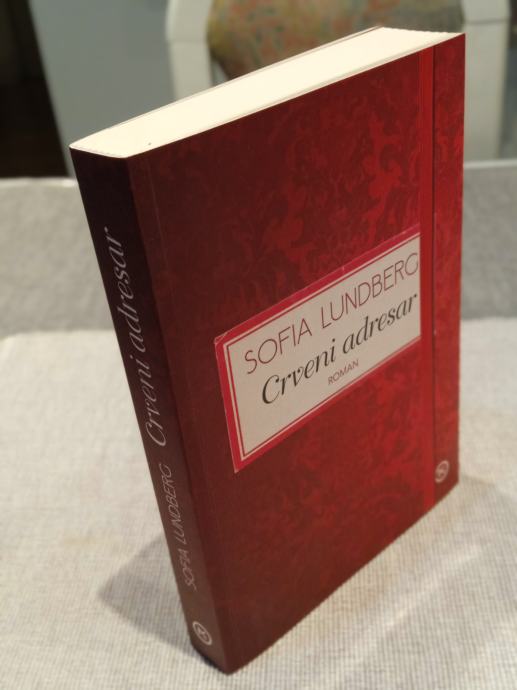 SOFIA LUNDBERG
Crveni adresar
ROMAN
SOFIA LUNDBERG Crveni adresar